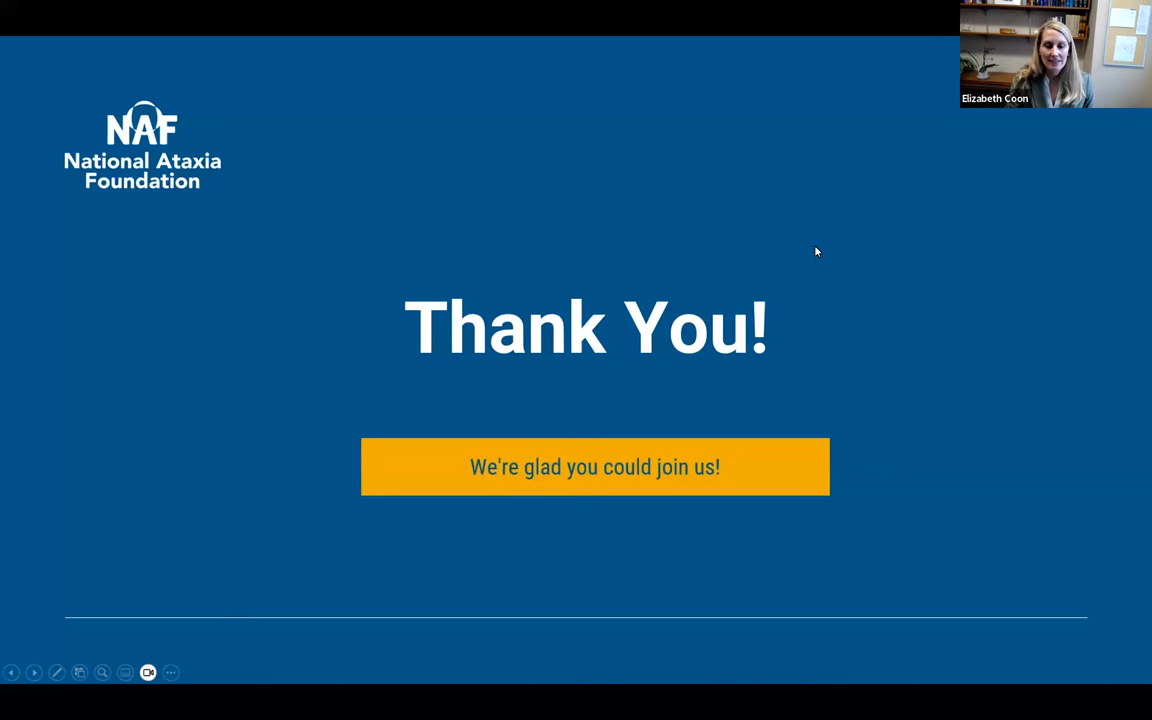 Elizabeth Coon
NAF
National Ataxia
Foundation
Thank You!
We're glad you could join us!